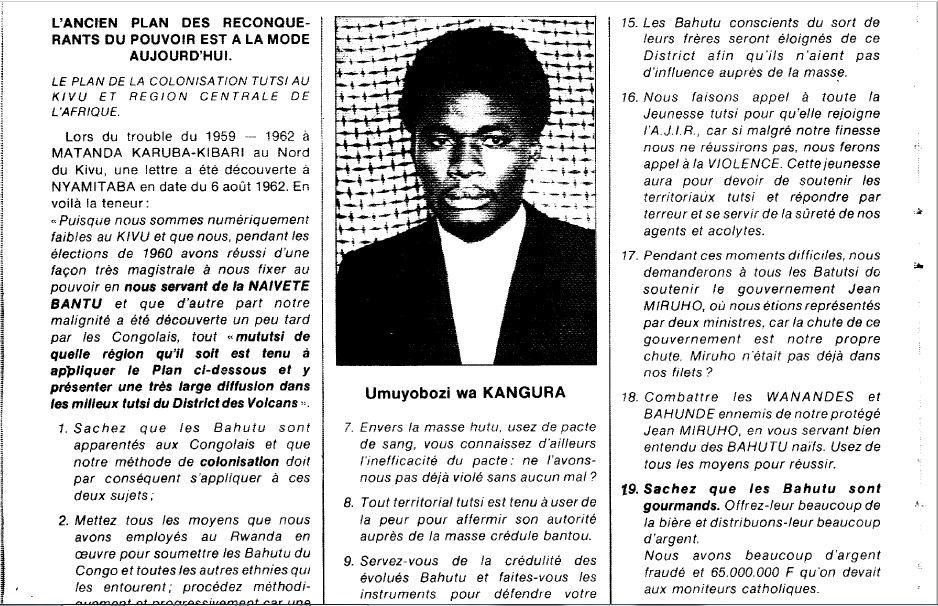 L'ANCIEN PLAN DES RECONQUE-
RANTS DU POUVOIR EST A LA MODE
AUJOURD'HUI.
LE PLAN DE LA COLONISATION TUTSI AU
KIVU ET REGION CENTRALE DE
L'AFRIQUE.
Lors du trouble du 1959 — 1962 à
MATANDA KARUBA-KIBARI au Nord
du Kivu, une lettre a été découverte à
NYAMITABA en date du 6 août 1962. En
voilà la teneur :
« Puisque nous sommes numériquement
faibles au KIVU et que nous, pendant les
élections de 1960 avons réussi d'une
façon très magistrale à nous fixer au
pouvoir en nous servant de la NAIVETE
BANTU et que d'autre part notre
malignité a été découverte un peu tard
par les Congolais, tout « mututsi de
quelle région qu'il soit est tenu à
appliquer le Plan ci-dessous et y
présenter une très large diffusion dans
les milieux tutsi du District des Volcans ».
1. Sachez que les Bahutu sont
apparentés aux Congolais et que
notre méthode de colonisation doit
par conséquent s'appliquer à ces
deux sujets ;
2. Mettez tous les moyens que nous
avons employés au Rwanda en
œuvre pour soumettre les Bahutu du
Congo et toutes les autres ethnies qui
les entourent ; procédez méthodi-
quement et progressivement car une
Umuyobozi wa KANGURA
7. Envers la masse hutu, usez de pacte
de sang, vous connaissez d'ailleurs
l'inefficacité du pacte : ne l'avons-
nous pas déjà violé sans aucun mal ?
8. Tout territorial tutsi est tenu à user de
la peur pour affermir son autorité
auprès de la masse crédule bantou.
9. Servez-vous de la crédulité des
évolués Bahutu et faites-vous les
instruments pour défendre votre
15. Les Bahutu conscients du sort de
leurs frères seront éloignés de ce
District afin qu'ils n'aient pas
d'influence auprès de la masse.
16. Nous faisons appel à toute la
Jeunesse tutsi pour qu'elle rejoigne
l'A.J.I.R., car si malgré notre finesse
nous ne réussirons pas, nous ferons
appel à la VIOLENCE. Cette jeunesse
aura pour devoir de soutenir les
territoriaux tutsi et répondre par
terreur et se servir de la sûreté de nos
agents et acolytes.
17. Pendant ces moments difficiles, nous
demanderons à tous les Batutsi do
soutenir le gouvernement Jean
MIRUHO, où nous étions représentés
par deux ministres, car la chute de ce
gouvernement est notre propre
chute. Miruho n'était pas déjà dans
nos filets ?
18. Combattre les WANANDES et
BAHUNDE ennemis de notre protégé
Jean MIRUHO, en vous servant bien
entendu des BAHUTU naïfs. Usez de
tous les moyens pour réussir.
19. Sachez que les Bahutu sont
gourmands. Offrez-leur beaucoup de
la bière et distribuons-leur beaucoup
d'argent.
Nous avons beaucoup d'argent
fraudé et 65.000.000 F qu'on devait
aux moniteurs catholiques.